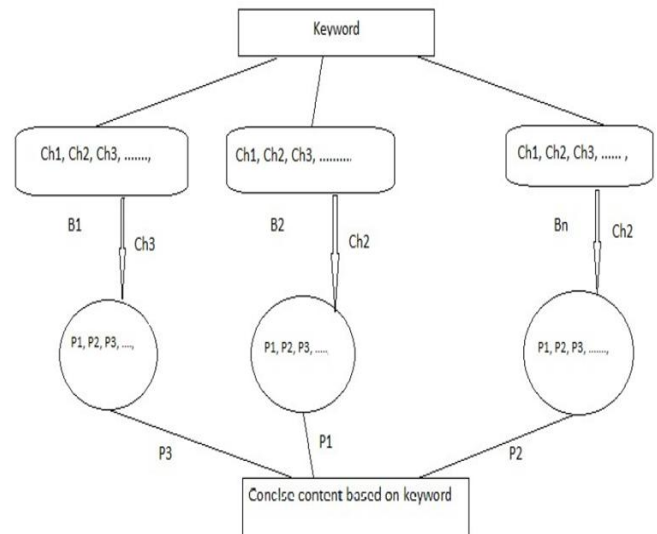 Keyword
Ch1, Ch2, Ch3, .......,
Ch1, Ch2, Ch3, ..........
Ch1, Ch2, Ch3, ...... ,
B1
Ch3
B2
Ch2
Bn
Ch2
P1, P2, P3, ....,
P1, P2, P3, .....
P1, P2, P3, .......,
P3
P1
P2
Concise content based on keyword